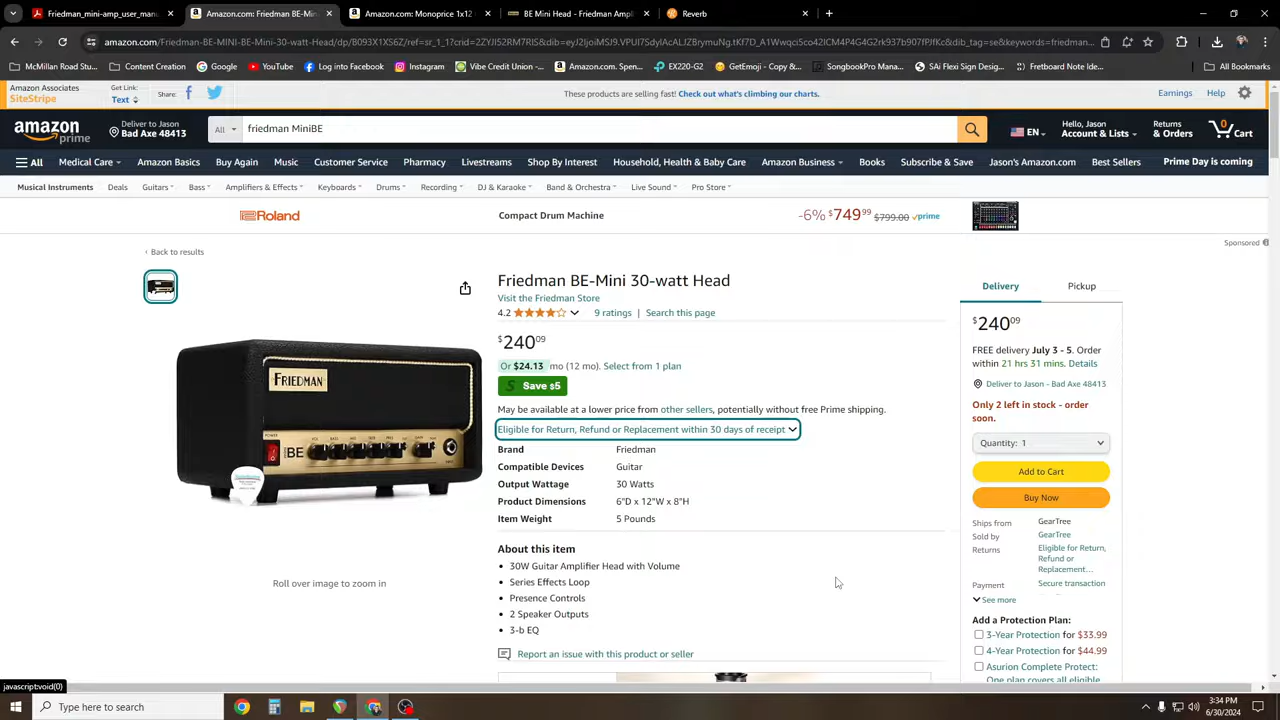 Friedman_mini_amp_user_manu
Amazon.com: Friedman BE-MIN
Amazon.com: Monoprice 1x12
BE Mini Head - Friedman Ampl
Reverb
amazon.com/Friedman-BE-MINI-BE-Mini-30-watt-Head/dp/B093X1XS6Z/ref=sr_1_1?
McMillan Road Stu...
Content Creation
Google
YouTube
Log into Facebook
Instagram
Vibe Credit Union -...
Amazon.com. Spen...
EX220-G2
GetEmoji - Copy &...
SongbookPro Mana...
SAi Flexi Sign Desig...
Fretboard Note Ide...
All Bookmarks
Amazon Associates
SiteStripe
Get Link:
Text
Share:
These products are selling fast! Check out what's climbing our charts.
Earnings
Help
amazon
prime
Deliver to Jason
Bad Axe 48413
All
friedman MiniBE
EN
Hello, Jason
Account & Lists
Returns
& Orders
0
Cart
All
Medical Care
Amazon Basics
Buy Again
Music
Customer Service
Pharmacy
Livestreams
Shop By Interest
Household, Health & Baby Care
Amazon Business
Books
Subscribe & Save
Jason's Amazon.com
Best Sellers
Prime Day is coming
Musical Instruments
Deals
Guitars
Bass
Amplifiers & Effects
Keyboards
Drums
Recording
DJ & Karaoke
Band & Orchestra
Live Sound
Pro Store
Roland
Compact Drum Machine
-6% $749.99 $799.00 prime
Sponsored
‹ Back to results
Friedman BE-Mini 30-watt Head
Visit the Friedman Store
4.2
9 ratings | Search this page
$240.09
Or $24.13 mo (12 mo). Select from 1 plan
S Save $5
May be available at a lower price from other sellers, potentially without free Prime shipping.
Eligible for Return, Refund or Replacement within 30 days of receipt
Brand Friedman
Compatible Devices Guitar
Output Wattage 30 Watts
Product Dimensions 6"D x 12"W x 8"H
Item Weight 5 Pounds
About this item
• 30W Guitar Amplifier Head with Volume
• Series Effects Loop
• Presence Controls
• 2 Speaker Outputs
• 3-b EQ
Report an issue with this product or seller
FRIEDMAN
POWER
BE
Roll over image to zoom in
Delivery
Pickup
$240.09
FREE delivery July 3 - 5. Order
within 21 hrs 31 mins. Details
Deliver to Jason - Bad Axe 48413
Only 2 left in stock - order
soon.
Quantity: 1
Add to Cart
Buy Now
Ships from GearTree
Sold by GearTree
Returns Eligible for Return,
Refund or
Replacement...
Payment Secure transaction
See more
Add a Protection Plan:
3-Year Protection for $33.99
4-Year Protection for $44.99
Asurion Complete Protect:
One plan covers all eligible
javascript:void(0)
Type here to search
3:34 PM
6/30/2024